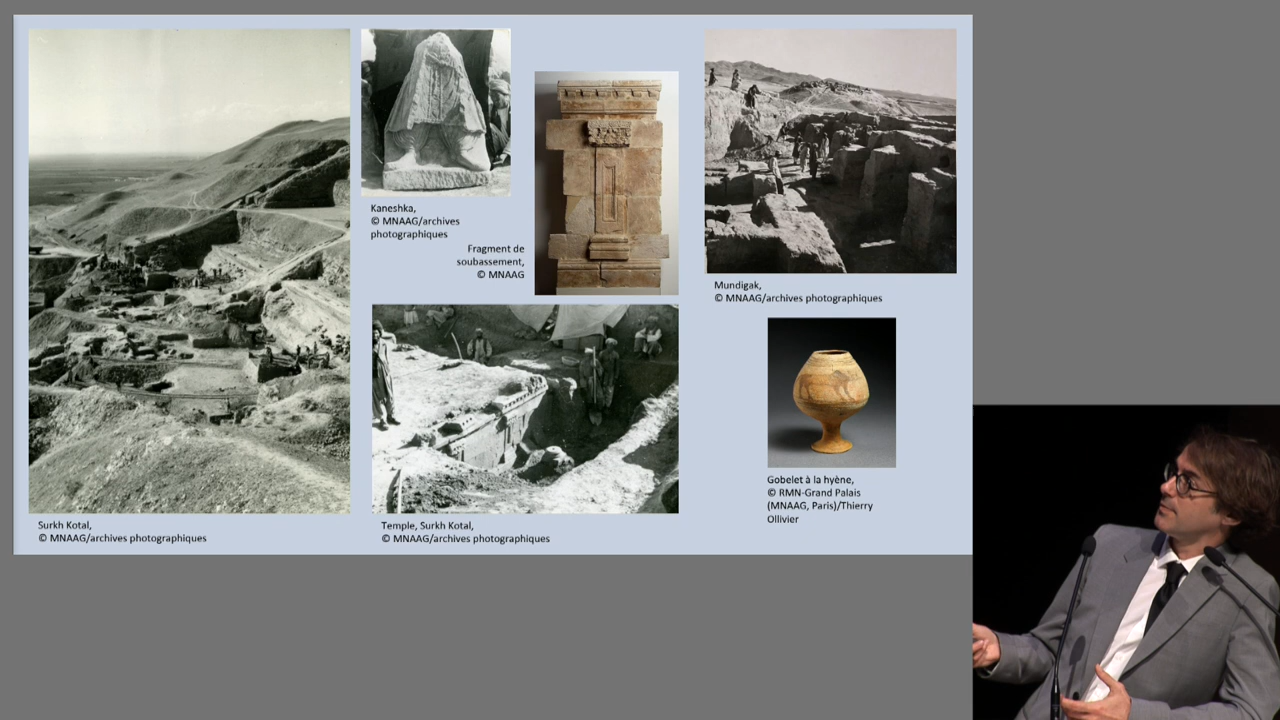 Kaneshka,
© MNAAG/archives
photographiques
Fragment de
soubassement,
© MNAAG
Mundigak,
© MNAAG/archives photographiques
Gobelet à la hyène,
© RMN-Grand Palais
(MNAAG, Paris)/Thierry
Ollivier
Surkh Kotal,
© MNAAG/archives photographiques
Temple, Surkh Kotal,
© MNAAG/archives photographiques